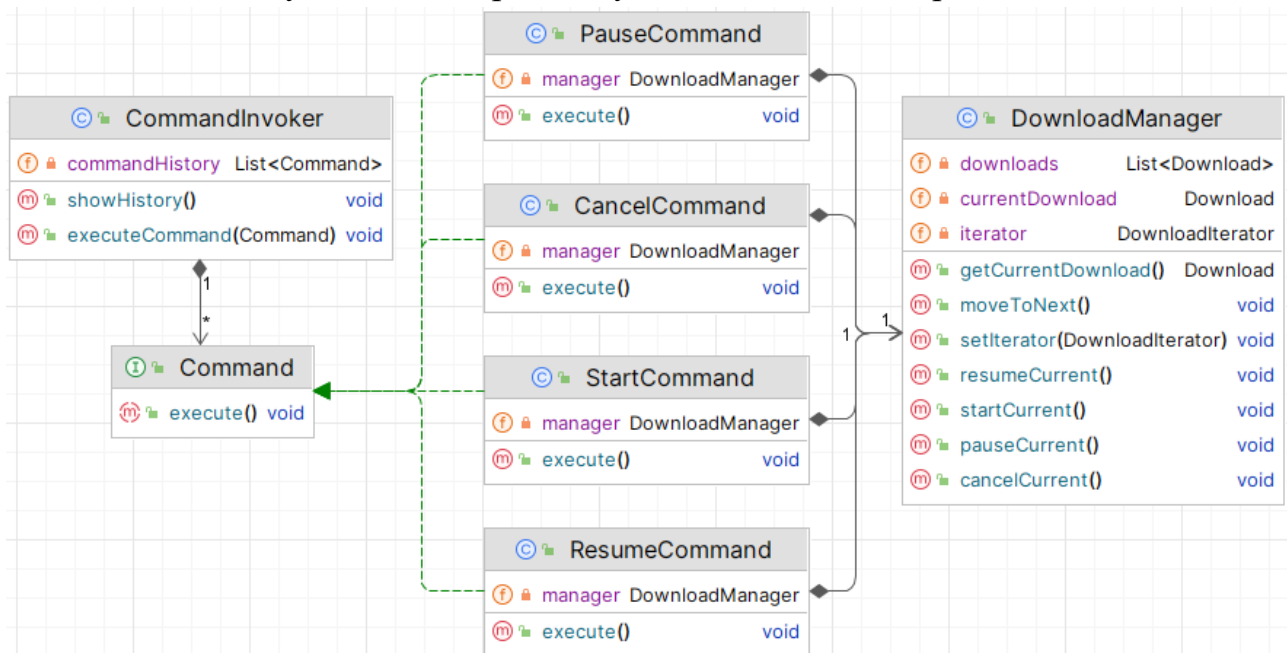 PauseCommand
manager DownloadManager
execute() void
CommandInvoker
commandHistory List<Command>
showHistory() void
executeCommand(Command) void
1
*
Command
execute() void
CancelCommand
manager DownloadManager
execute() void
StartCommand
manager DownloadManager
execute() void
ResumeCommand
manager DownloadManager
execute() void
1
1
DownloadManager
downloads List<Download>
currentDownload Download
iterator DownloadIterator
getCurrentDownload() Download
moveToNext() void
setIterator(DownloadIterator) void
resumeCurrent() void
startCurrent() void
pauseCurrent() void
cancelCurrent() void